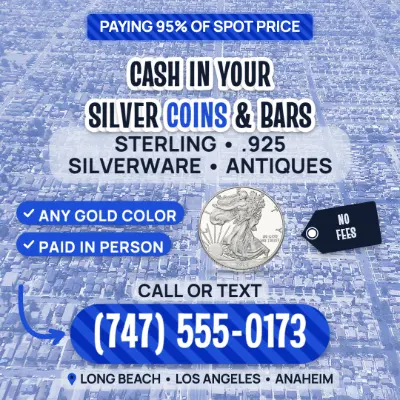 PAYING 95% OF SPOT PRICE
CASH IN YOUR
SILVER COINS & BARS
STERLING • .925
SILVERWARE • ANTIQUES
✓ ANY GOLD COLOR
✓ PAID IN PERSON
NO
FEES
CALL OR TEXT
(747) 555-0173
LONG BEACH • LOS ANGELES • ANAHEIM